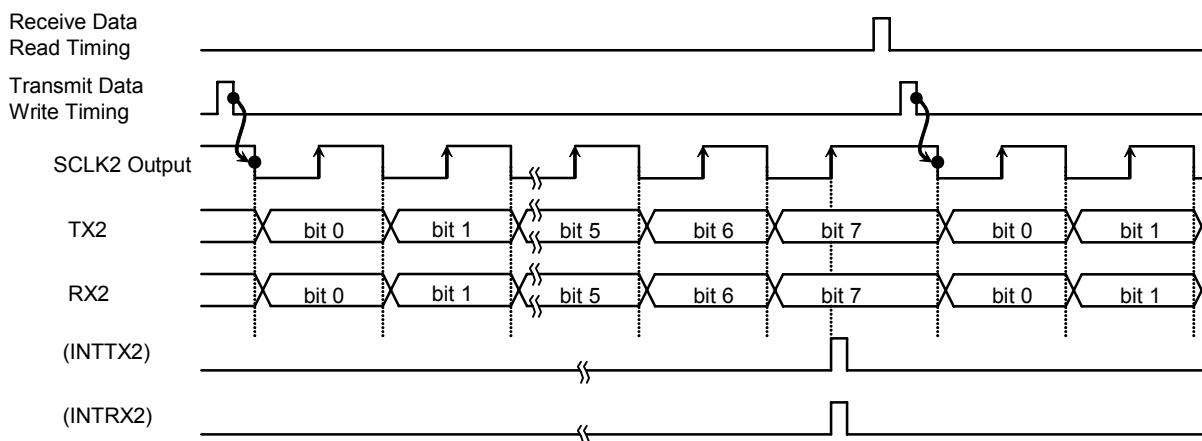 Receive Data
Read Timing
Transmit Data
Write Timing
SCLK2 Output
TX2
bit 0 bit 1 bit 5 bit 6 bit 7 bit 0 bit 1
RX2
bit 0 bit 1 bit 5 bit 6 bit 7 bit 0 bit 1
(INTTX2)
(INTRX2)